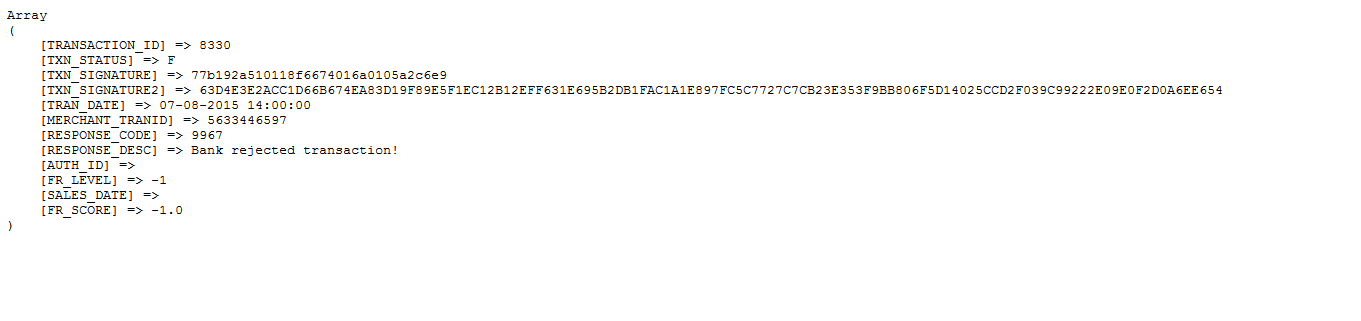 Array
(
[TRANSACTION_ID] => 8330
[TXN_STATUS] => F
[TXN_SIGNATURE] => 77b192a510118f6674016a0105a2c6e9
[TXN_SIGNATURE2] => 63D4E3E2ACC1D66B674EA83D19F89E5F1EC12B12EFF631E695B2DB1FAC1A1E897FC5C7727C7CB23E353F9BB806F5D14025CCD2F039C99222E09E0F2D0A6EE654
[TRAN_DATE] => 07-08-2015 14:00:00
[MERCHANT_TRANID] => 5633446597
[RESPONSE_CODE] => 9967
[RESPONSE_DESC] => Bank rejected transaction!
[AUTH_ID] =>
[FR_LEVEL] => -1
[SALES_DATE] =>
[FR_SCORE] => -1.0
)